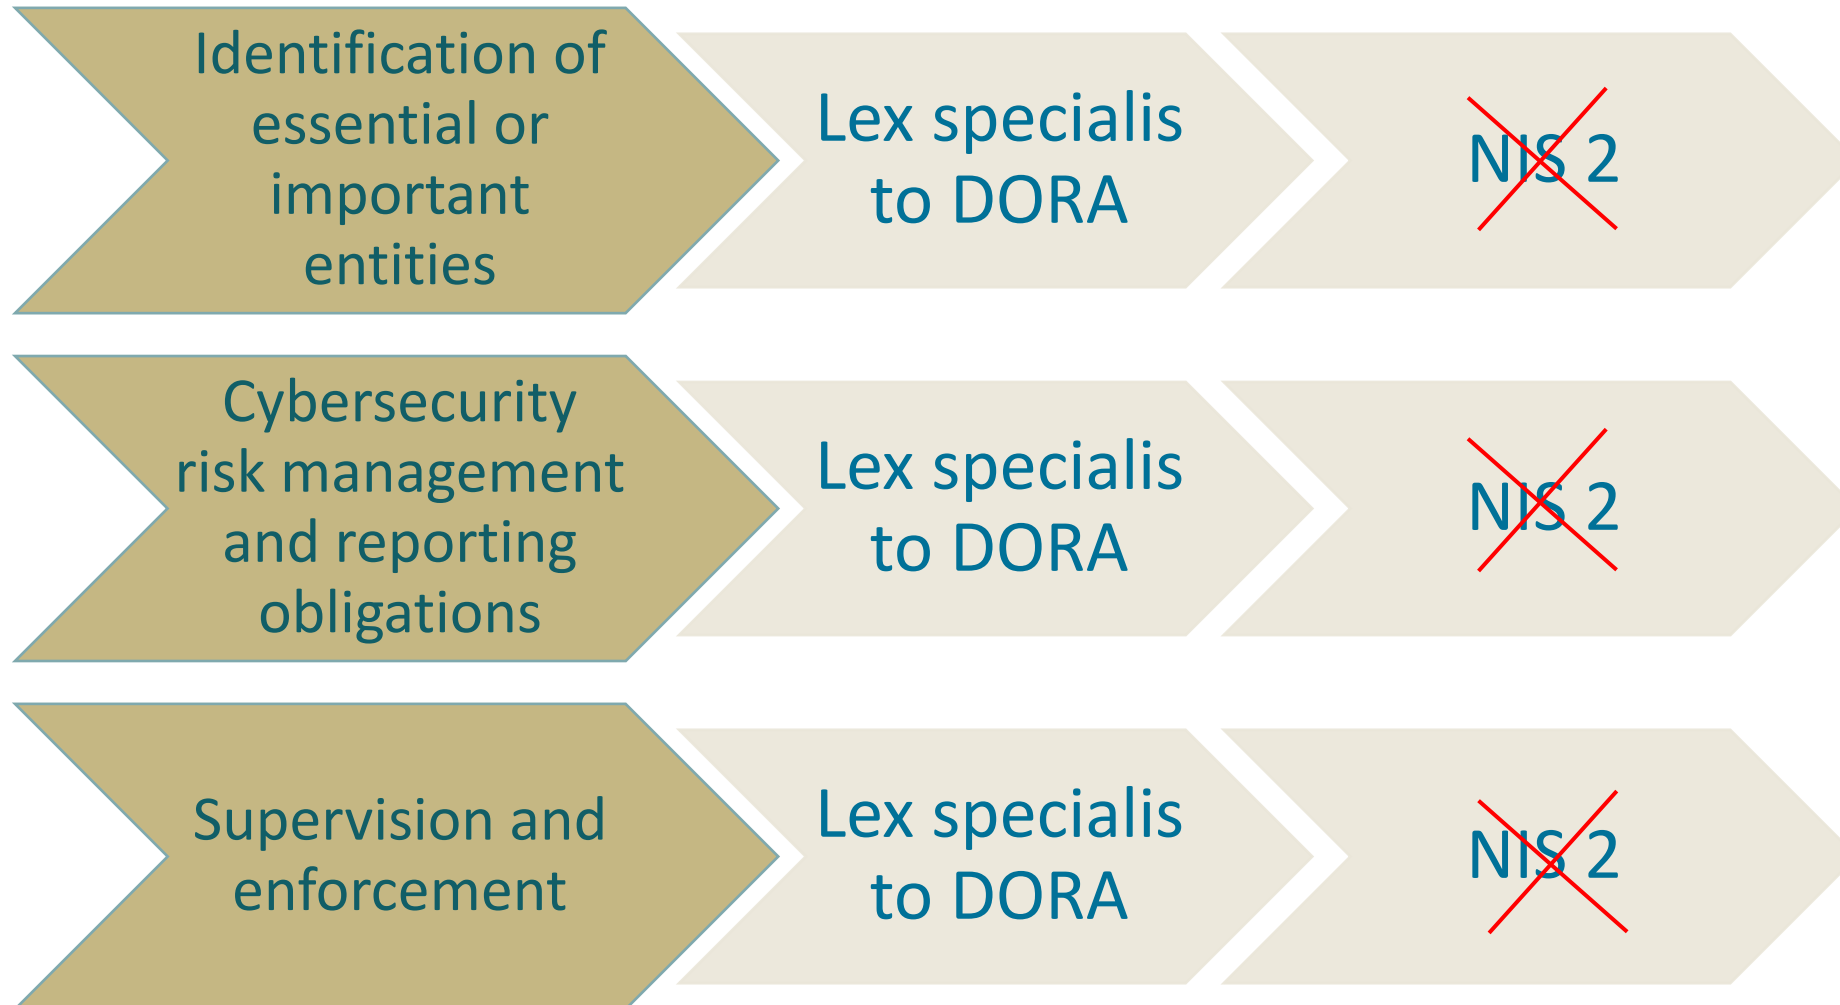 Identification of
essential or
important
entities
Lex specialis
to DORA
NIS 2
Cybersecurity
risk management
and reporting
obligations
Lex specialis
to DORA
NIS 2
Supervision and
enforcement
Lex specialis
to DORA
NIS 2